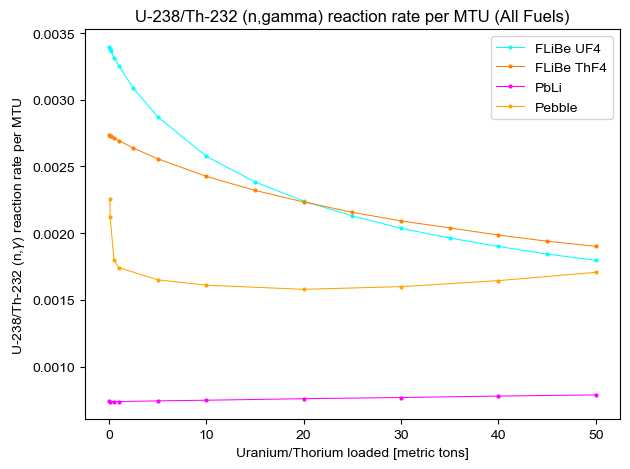 U-238/Th-232 (n,gamma) reaction rate per MTU (All Fuels)
0.0035
0.0030
0.0025
0.0020
0.0015
0.0010
U-238/Th-232 (n,γ) reaction rate per MTU
FLiBe UF4
FLiBe ThF4
PbLi
Pebble
0 10 20 30 40 50
Uranium/Thorium loaded [metric tons]